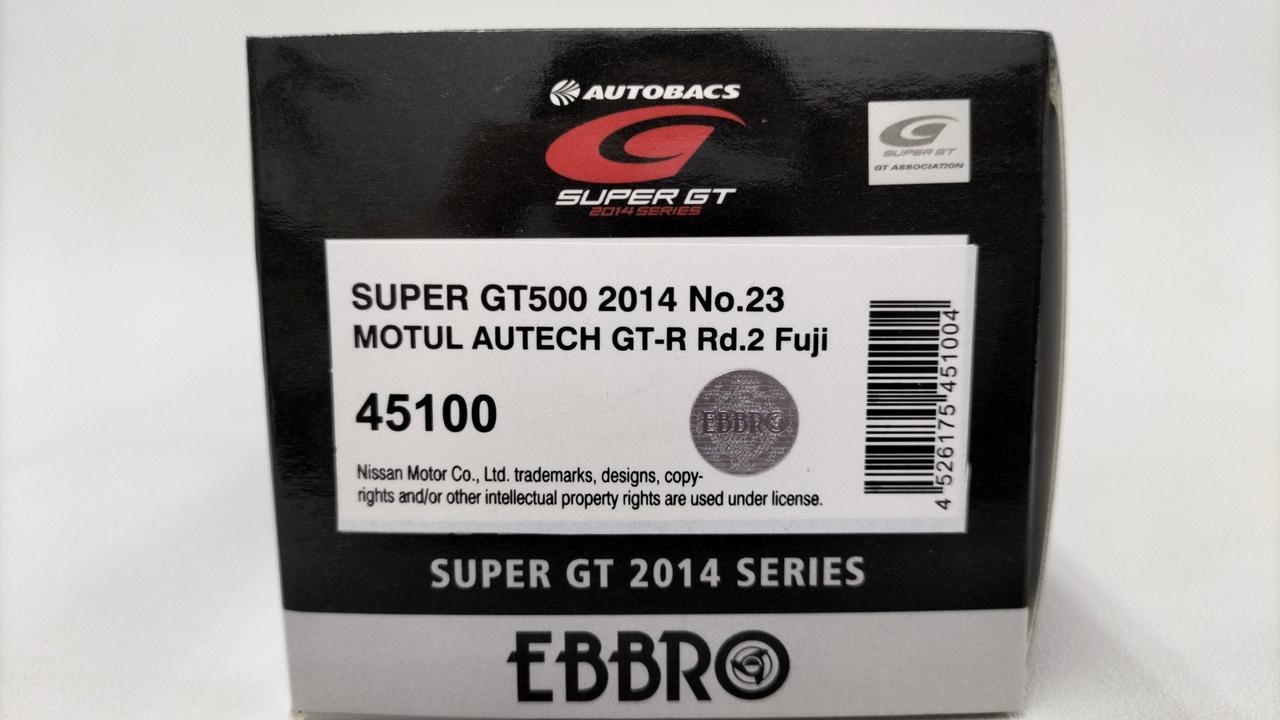 AUTOBACS
SUPER GT
2014 SERIES
SUPER GT
GT ASSOCIATION
SUPER GT500 2014 No.23
MOTUL AUTECH GT-R Rd.2 Fuji
45100
EBBRO
Nissan Motor Co., Ltd. trademarks, designs, copy-
rights and/or other intellectual property rights are used under license.
4 526175 451004
SUPER GT 2014 SERIES
EBBRO